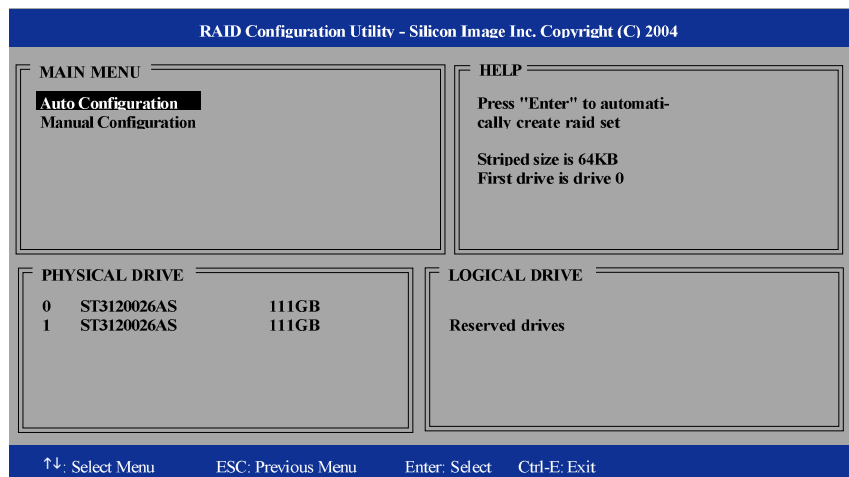 RAID Configuration Utility - Silicon Image Inc. Copyright (C) 2004
MAIN MENU
Auto Configuration
Manual Configuration
HELP
Press "Enter" to automati-
cally create raid set
Striped size is 64KB
First drive is drive 0
PHYSICAL DRIVE
0 ST3120026AS 111GB
1 ST3120026AS 111GB
LOGICAL DRIVE
Reserved drives
↑↓: Select Menu ESC: Previous Menu Enter: Select Ctrl-E: Exit